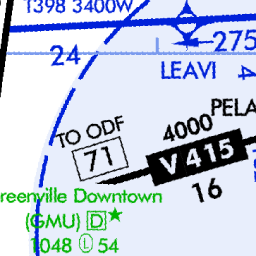 1398 3400W
24
275
LEAVI
PELA
TO ODF
71
4000
V 415
16
reenville Downtown
(GMU) D★
1048 L 54